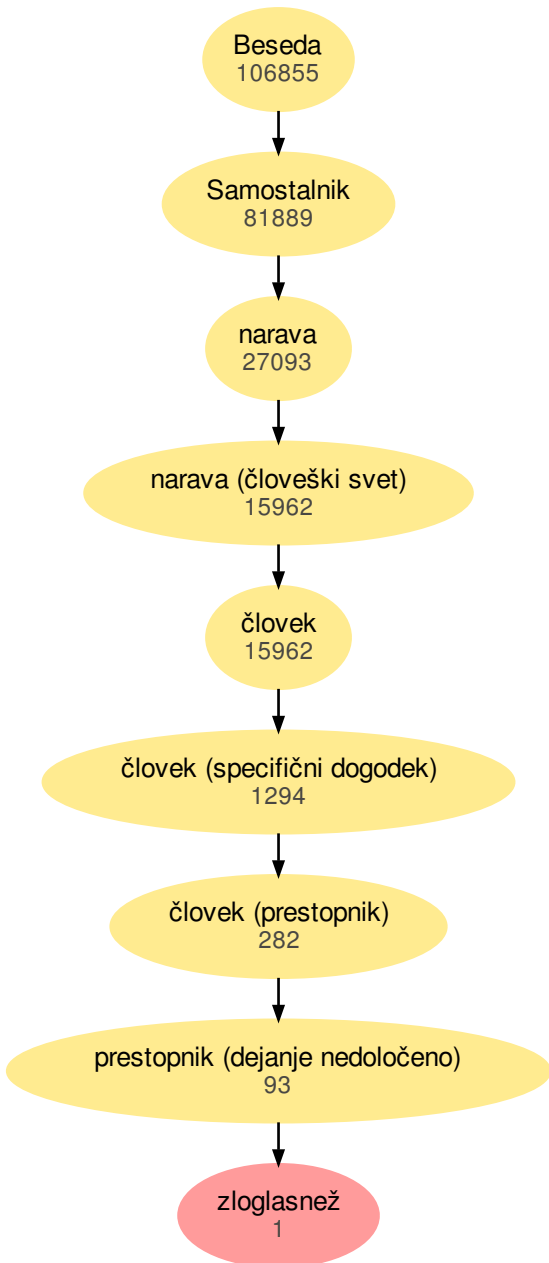 Beseda
106855
Samostalnik
81889
narava
27093
narava (človeški svet)
15962
človek
15962
človek (specifični dogodek)
1294
človek (prestopnik)
282
prestopnik (dejanje nedoločeno)
93
zloglasnež
1